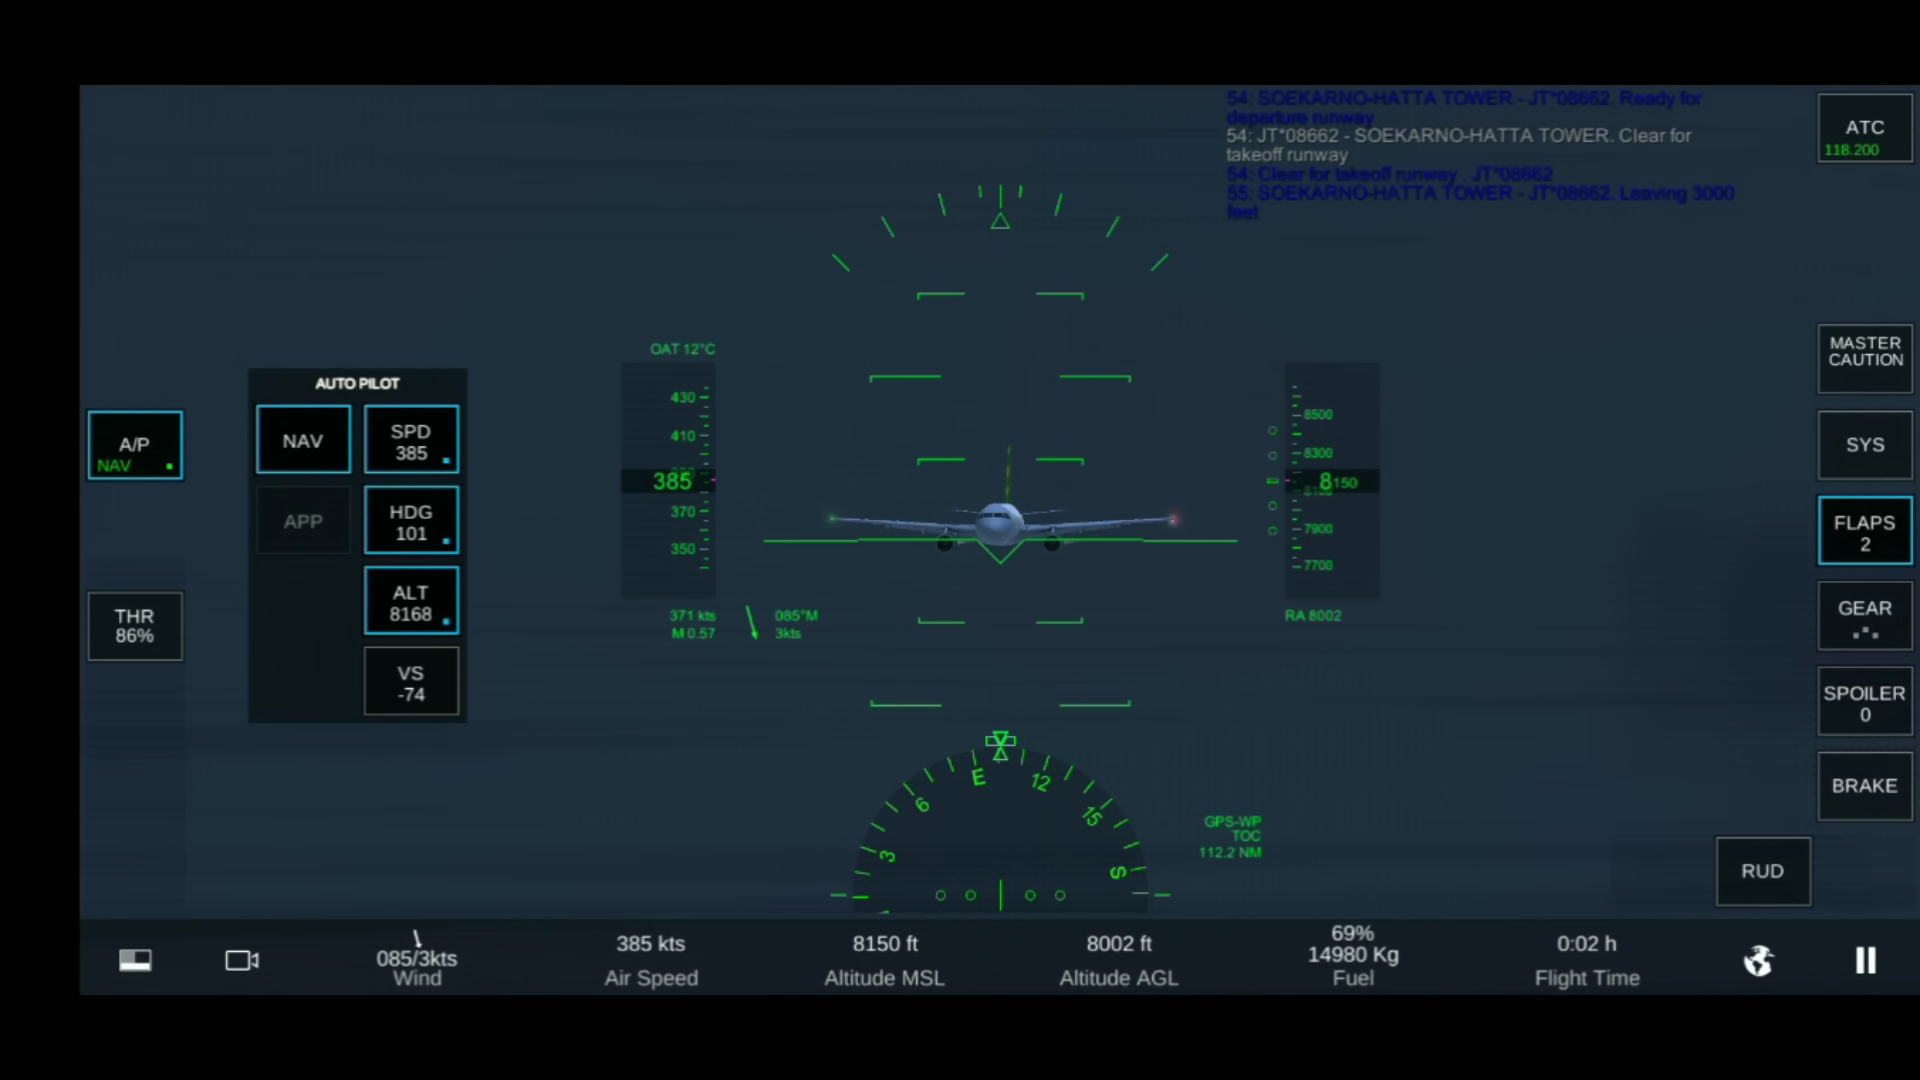 54: SOEKARNO-HATTA TOWER - JT*08662. Ready for
departure runway
54: JT*08662 - SOEKARNO-HATTA TOWER. Clear for
takeoff runway
54: Clear for takeoff runway . JT*08662
55: SOEKARNO-HATTA TOWER - JT*08662. Leaving 3000
feet
ATC
118.200
MASTER
CAUTION
SYS
FLAPS
2
GEAR
SPOILER
0
BRAKE
RUD
AUTO PILOT
A/P
NAV
NAV
SPD
385
APP
HDG
101
ALT
8168
VS
-74
THR
86%
OAT 12°C
430
410
385
370
350
371 kts
M 0.57
085°M
3kts
8500
8300
8150
7900
7700
RA 8002
3
6
E
12
15
S
GPS-WP
TOC
112.2 NM
085/3kts
Wind
385 kts
Air Speed
8150 ft
Altitude MSL
8002 ft
Altitude AGL
69%
14980 Kg
Fuel
0:02 h
Flight Time